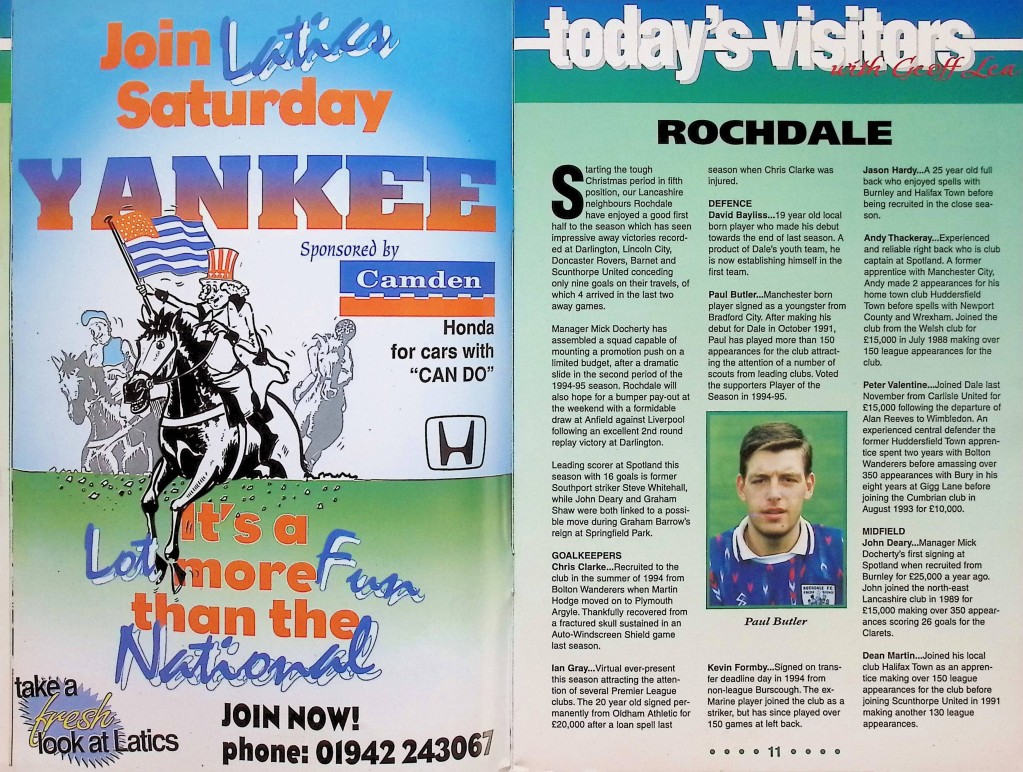 Join Latics
Saturday
YANKEE
Sponsored by
Camden
Honda
for cars with
"CAN DO"
It's a
Lot more Fun
than the
National
take a
fresh
look at Latics
JOIN NOW!
phone: 01942 243067
today's visitors
with Geoff Lea
ROCHDALE
Starting the tough
Christmas period in fifth
position, our Lancashire
neighbours Rochdale
have enjoyed a good first
half to the season which has seen
impressive away victories record-
ed at Darlington, Lincoln City,
Doncaster Rovers, Barnet and
Scunthorpe United conceding
only nine goals on their travels, of
which 4 arrived in the last two
away games.
Manager Mick Docherty has
assembled a squad capable of
mounting a promotion push on a
limited budget, after a dramatic
slide in the second period of the
1994-95 season. Rochdale will
also hope for a bumper pay-out at
the weekend with a formidable
draw at Anfield against Liverpool
following an excellent 2nd round
replay victory at Darlington.
Leading scorer at Spotland this
season with 16 goals is former
Southport striker Steve Whitehall,
while John Deary and Graham
Shaw were both linked to a possi-
ble move during Graham Barrow's
reign at Springfield Park.
GOALKEEPERS
Chris Clarke...Recruited to the
club in the summer of 1994 from
Bolton Wanderers when Martin
Hodge moved on to Plymouth
Argyle. Thankfully recovered from
a fractured skull sustained in an
Auto-Windscreen Shield game
last season.
Ian Gray...Virtual ever-present
this season attracting the atten-
tion of several Premier League
clubs. The 20 year old signed per-
manently from Oldham Athletic for
£20,000 after a loan spell last
season when Chris Clarke was
injured.
DEFENCE
David Bayliss...19 year old local
born player who made his debut
towards the end of last season. A
product of Dale's youth team, he
is now establishing himself in the
first team.
Paul Butler...Manchester born
player signed as a youngster from
Bradford City. After making his
debut for Dale in October 1991,
Paul has played more than 150
appearances for the club attract-
ing the attention of a number of
scouts from leading clubs. Voted
the supporters Player of the
Season in 1994-95.
ROCHDALE F.C.
Paul Butler
Kevin Formby...Signed on trans-
fer deadline day in 1994 from
non-league Burscough. The ex-
Marine player joined the club as a
striker, but has since played over
150 games at left back.
Jason Hardy...A 25 year old full
back who enjoyed spells with
Burnley and Halifax Town before
being recruited in the close sea-
son.
Andy Thackeray...Experienced
and reliable right back who is club
captain at Spotland. A former
apprentice with Manchester City,
Andy made 2 appearances for his
home town club Huddersfield
Town before spells with Newport
County and Wrexham. Joined the
club from the Welsh club for
£15,000 in July 1988 making over
150 league appearances for the
club.
Peter Valentine...Joined Dale last
November from Carlisle United for
£15,000 following the departure of
Alan Reeves to Wimbledon. An
experienced central defender the
former Huddersfield Town appren-
tice spent two years with Bolton
Wanderers before amassing over
350 appearances with Bury in his
eight years at Gigg Lane before
joining the Cumbrian club in
August 1993 for £10,000.
MIDFIELD
John Deary...Manager Mick
Docherty's first signing at
Spotland when recruited from
Burnley for £25,000 a year ago.
John joined the north-east
Lancashire club in 1989 for
£15,000 making over 350 appear-
ances scoring 26 goals for the
Clarets.
Dean Martin...Joined his local
club Halifax Town as an appren-
tice making over 150 league
appearances for the club before
joining Scunthorpe United in 1991
making another 130 league
appearances.
11